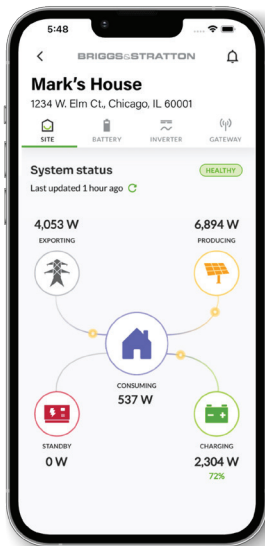 5:48
BRIGGS&STRATTON
Mark's House
1234 W. Elm Ct., Chicago, IL 60001
SITE BATTERY INVERTER GATEWAY
System status HEALTHY
Last updated 1 hour ago
4,053 W 6,894 W
EXPORTING PRODUCING
CONSUMING
537 W
STANDBY CHARGING
0 W 2,304 W
72%